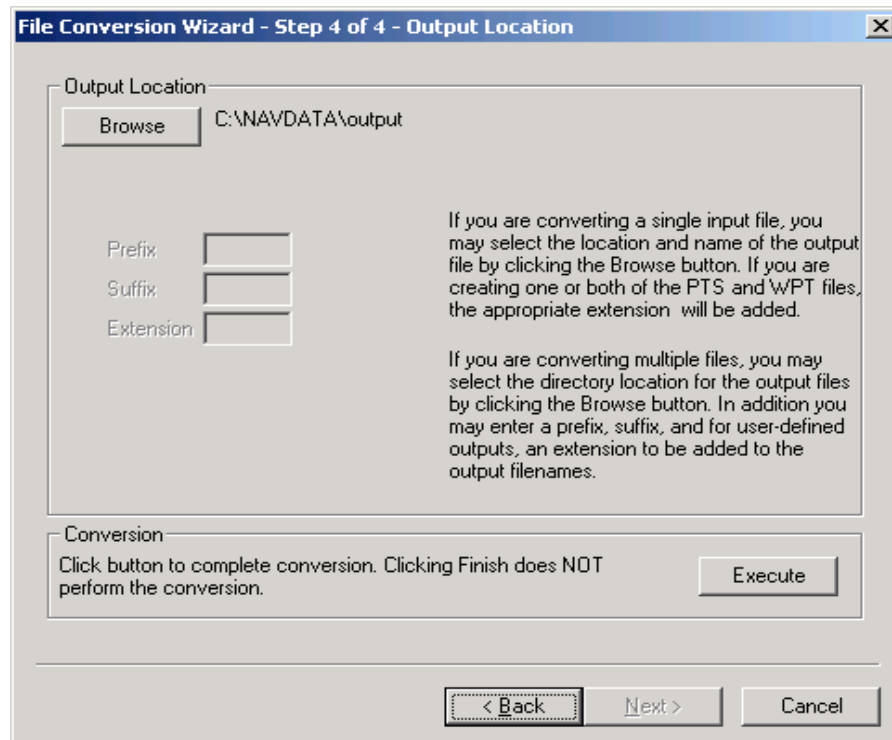 File Conversion Wizard - Step 4 of 4 - Output Location
Output Location
Browse
C:\NAVDATA\output
Prefix
Suffix
Extension
If you are converting a single input file, you
may select the location and name of the output
file by clicking the Browse button. If you are
creating one or both of the PTS and WPT files,
the appropriate extension  will be added.
If you are converting multiple files, you may
select the directory location for the output files
by clicking the Browse button. In addition you
may enter a prefix, suffix, and for user-defined
outputs, an extension to be added to the
output filenames.
Conversion
Click button to complete conversion. Clicking Finish does NOT
perform the conversion.
Execute
< Back
Next >
Cancel